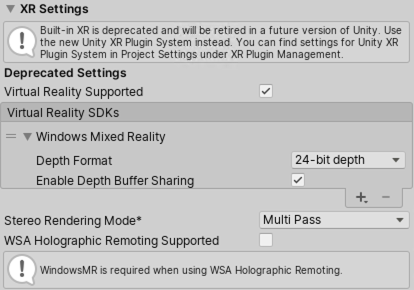 XR Settings
Built-in XR is deprecated and will be retired in a future version of Unity. Use
the new Unity XR Plugin System instead. You can find settings for Unity XR
Plugin System in Project Settings under XR Plugin Management.
Deprecated Settings
Virtual Reality Supported
Virtual Reality SDKs
Windows Mixed Reality
Depth Format 24-bit depth
Enable Depth Buffer Sharing
Stereo Rendering Mode* Multi Pass
WSA Holographic Remoting Supported
WindowsMR is required when using WSA Holographic Remoting.